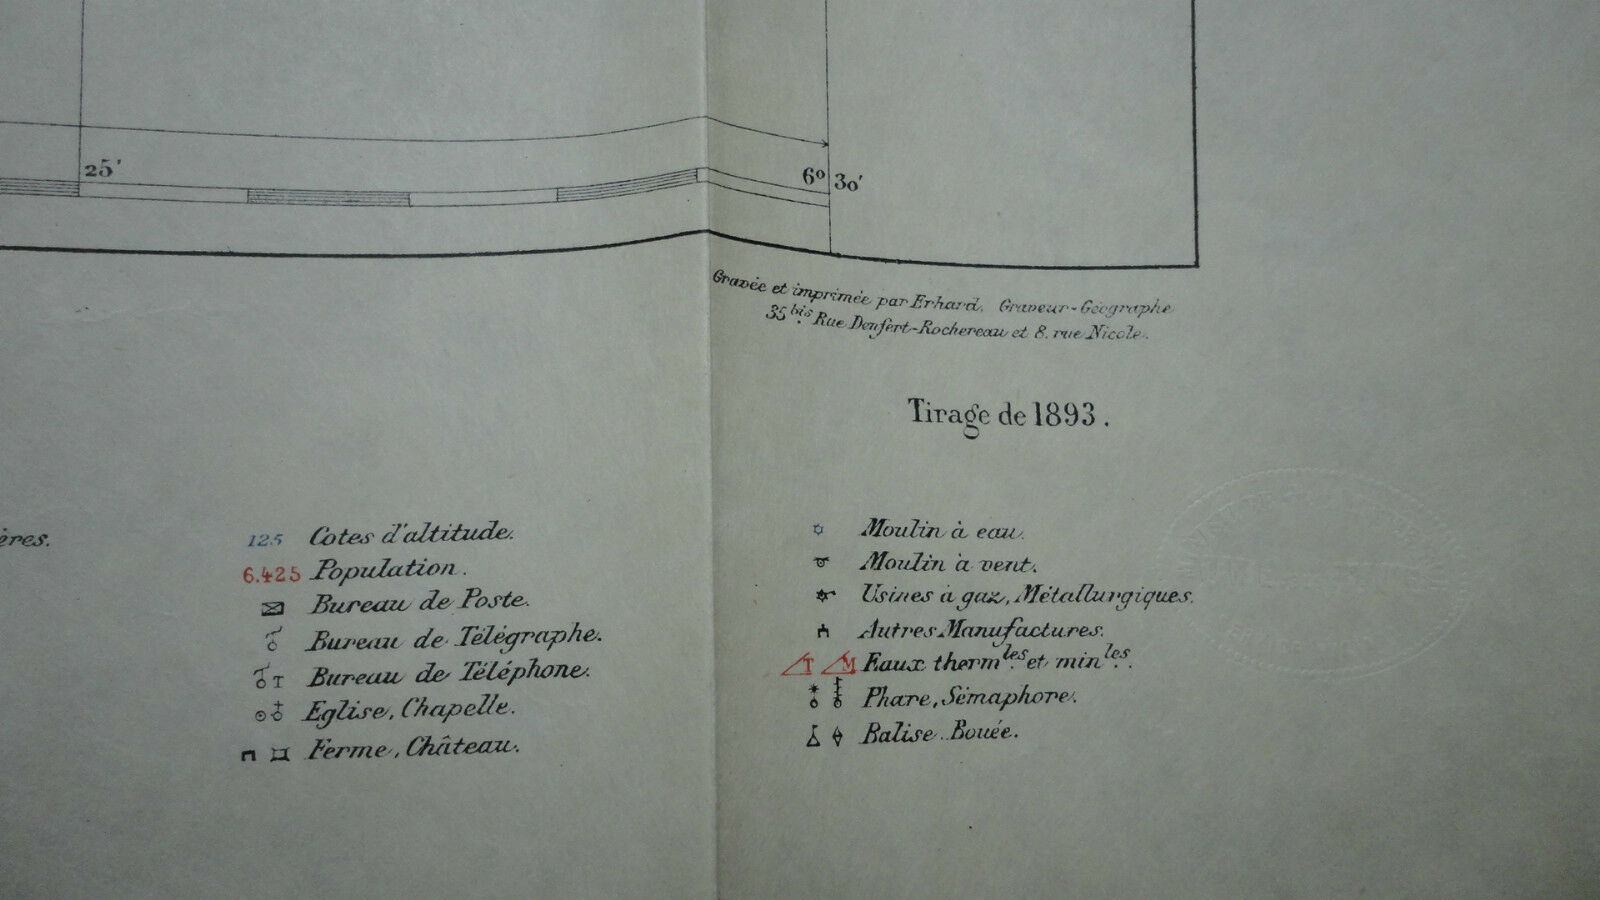 25'
6° 30'
Gravée et imprimée par Erhard, Graveur-Géographe
35 bis. Rue Denfert-Rochereau et 8. rue Nicole.
Tirage de 1893.
ères.
125 Cotes d'altitude.
6.425 Population.
Bureau de Poste.
Bureau de Télégraphe.
T Bureau de Téléphone.
Eglise, Chapelle.
Ferme, Château.
Moulin à eau.
Moulin à vent.
Usines à gaz, Métallurgiques.
Autres Manufactures.
T M Eaux therm les. et min les.
Phare, Sémaphore.
Balise. Bouée.